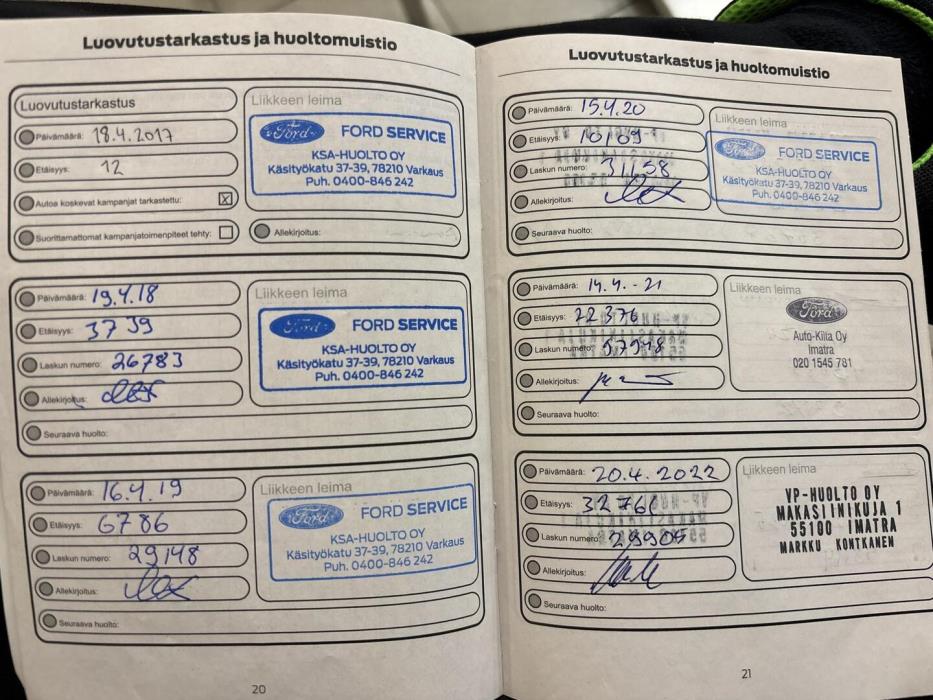 Luovutustarkastus ja huoltomuistio
Luovutustarkastus
Päivämäärä: 18.4.2017
Etäisyys: 12
Autoa koskevat kampanjat tarkastettu: X
Suorittamattomat kampanjatoimenpiteet tehty:
Liikkeen leima
Ford FORD SERVICE
KSA-HUOLTO OY
Käsityökatu 37-39, 78210 Varkaus
Puh. 0400-846 242
Allekirjoitus:
Päivämäärä: 19.4.18
Etäisyys: 3739
Laskun numero: 26783
Allekirjoitus:
Seuraava huolto:
Liikkeen leima
Ford FORD SERVICE
KSA-HUOLTO OY
Käsityökatu 37-39, 78210 Varkaus
Puh. 0400-846 242
Päivämäärä: 16.4.19
Etäisyys: 6786
Laskun numero: 29148
Allekirjoitus:
Seuraava huolto:
Liikkeen leima
Ford FORD SERVICE
KSA-HUOLTO OY
Käsityökatu 37-39, 78210 Varkaus
Puh. 0400-846 242
20
Luovutustarkastus ja huoltomuistio
Päivämäärä: 15.4.20
Etäisyys: 10109
Laskun numero: 31158
Allekirjoitus:
Seuraava huolto:
Liikkeen leima
Ford FORD SERVICE
KSA-HUOLTO OY
Käsityökatu 37-39, 78210 Varkaus
Puh. 0400-846 242
Päivämäärä: 14.4.-21
Etäisyys: 22376
Laskun numero:
Allekirjoitus:
Seuraava huolto:
Liikkeen leima
Ford
Auto-Kilta Oy
Imatra
020 1545 781
Päivämäärä: 20.4.2022
Etäisyys: 32761
Laskun numero:
Allekirjoitus:
Seuraava huolto:
Liikkeen leima
VP-HUOLTO OY
MAKASIINIKUJA 1
55100 IMATRA
MARKKU KONTKANEN
21